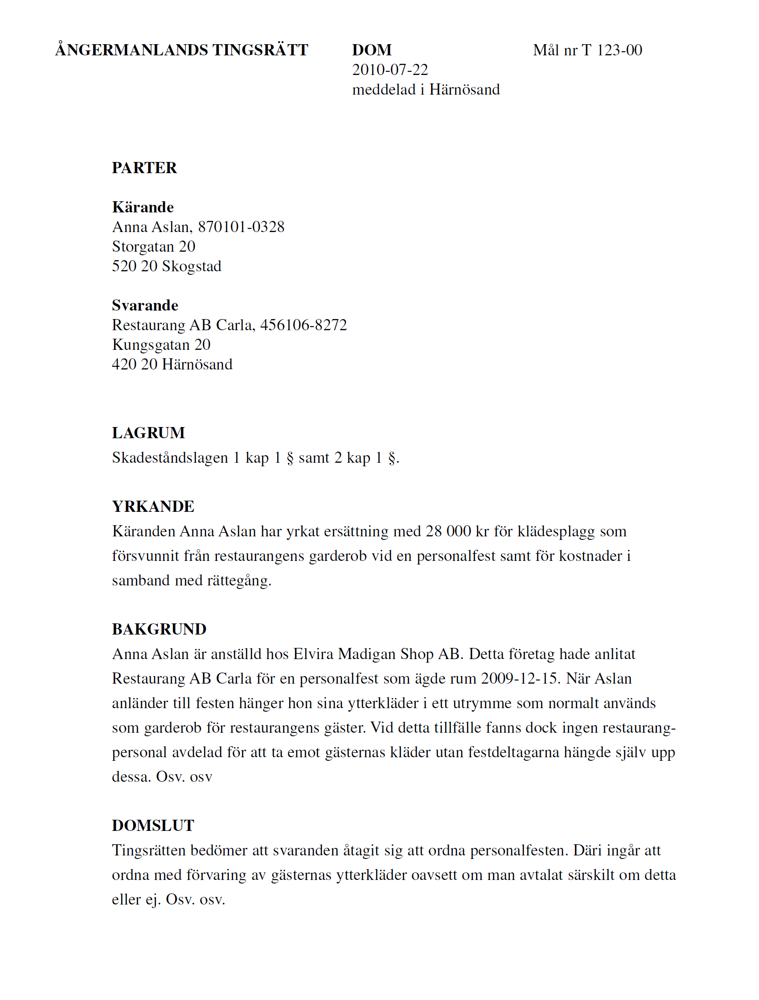 ÅNGERMANLANDS TINGSRÄTT DOM Mål nr T 123-00
2010-07-22
meddelad i Härnösand
PARTER
Kärande
Anna Aslan, 870101-0328
Storgatan 20
520 20 Skogstad
Svarande
Restaurang AB Carla, 456106-8272
Kungsgatan 20
420 20 Härnösand
LAGRUM
Skadeståndslagen 1 kap 1 § samt 2 kap 1 §.
YRKANDE
Käranden Anna Aslan har yrkat ersättning med 28 000 kr för klädesplagg som
försvunnit från restaurangens garderob vid en personalfest samt för kostnader i
samband med rättegång.
BAKGRUND
Anna Aslan är anställd hos Elvira Madigan Shop AB. Detta företag hade anlitat
Restaurang AB Carla för en personalfest som ägde rum 2009-12-15. När Aslan
anländer till festen hänger hon sina ytterkläder i ett utrymme som normalt används
som garderob för restaurangens gäster. Vid detta tillfälle fanns dock ingen restaurang-
personal avdelad för att ta emot gästernas kläder utan festdeltagarna hängde själv upp
dessa. Osv. osv
DOMSLUT
Tingsrätten bedömer att svaranden åtagit sig att ordna personalfesten. Däri ingår att
ordna med förvaring av gästernas ytterkläder oavsett om man avtalat särskilt om detta
eller ej. Osv. osv.